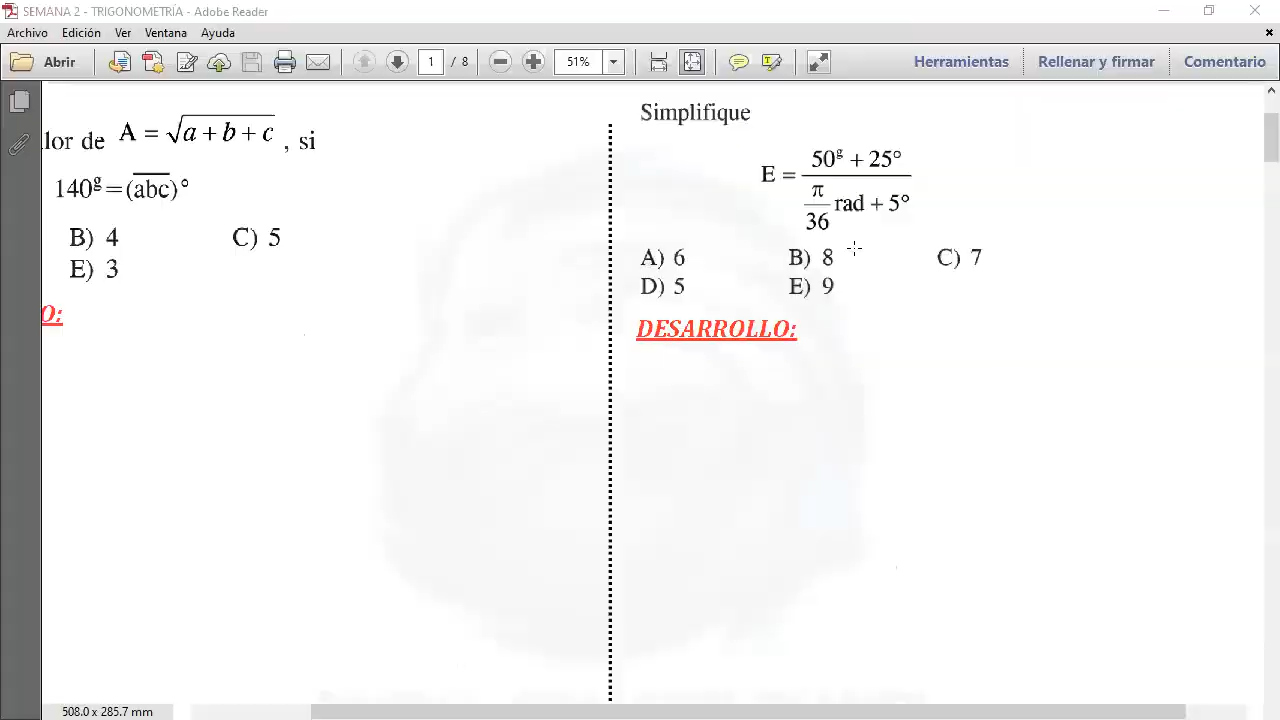 SEMANA 2 - TRIGONOMETRÍA - Adobe Reader
Archivo Edición Ver Ventana Ayuda
Abrir 1 / 8 51% Herramientas Rellenar y firmar Comentario
lor de A = √a + b + c , si
140ᵍ = (abc)°
B) 4 C) 5
E) 3
O:
Simplifique
E = 50ᵍ + 25°
π
36 rad + 5°
A) 6 B) 8 C) 7
D) 5 E) 9
DESARROLLO:
508.0 x 285.7 mm